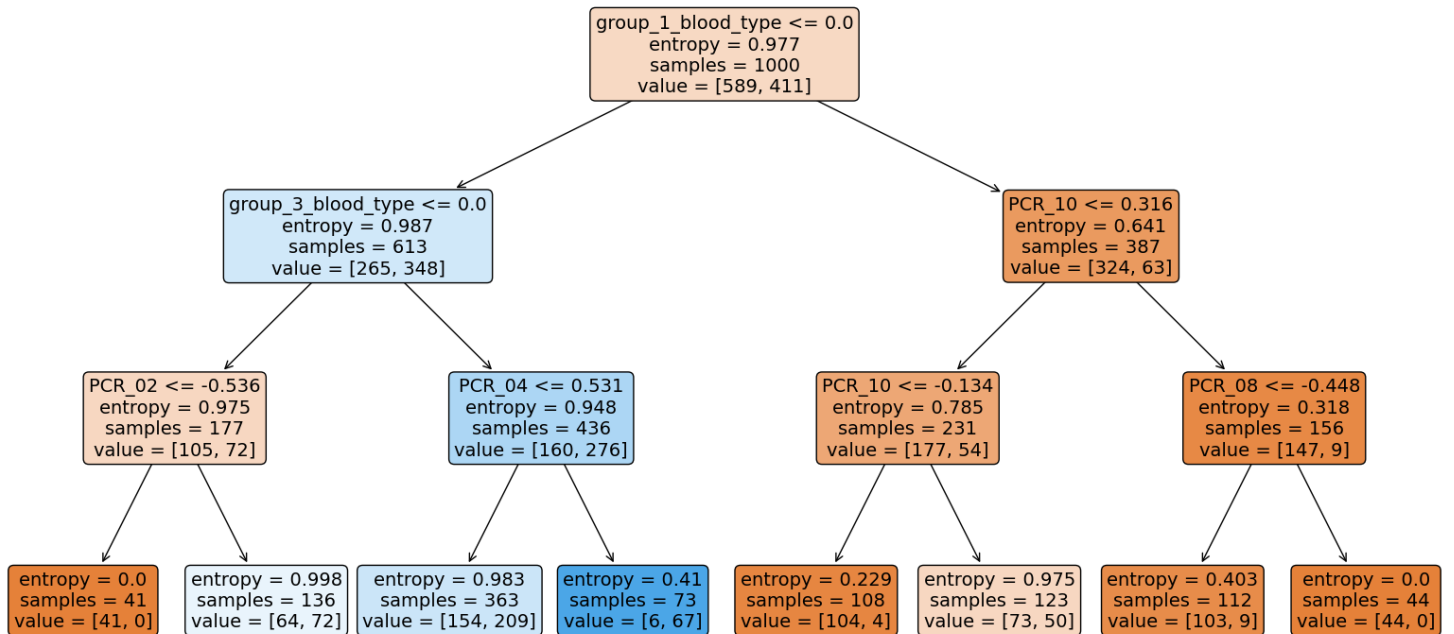 group_1_blood_type <= 0.0
entropy = 0.977
samples = 1000
value = [589, 411]
group_3_blood_type <= 0.0
entropy = 0.987
samples = 613
value = [265, 348]
PCR_10 <= 0.316
entropy = 0.641
samples = 387
value = [324, 63]
PCR_02 <= -0.536
entropy = 0.975
samples = 177
value = [105, 72]
PCR_04 <= 0.531
entropy = 0.948
samples = 436
value = [160, 276]
PCR_10 <= -0.134
entropy = 0.785
samples = 231
value = [177, 54]
PCR_08 <= -0.448
entropy = 0.318
samples = 156
value = [147, 9]
entropy = 0.0
samples = 41
value = [41, 0]
entropy = 0.998
samples = 136
value = [64, 72]
entropy = 0.983
samples = 363
value = [154, 209]
entropy = 0.41
samples = 73
value = [6, 67]
entropy = 0.229
samples = 108
value = [104, 4]
entropy = 0.975
samples = 123
value = [73, 50]
entropy = 0.403
samples = 112
value = [103, 9]
entropy = 0.0
samples = 44
value = [44, 0]